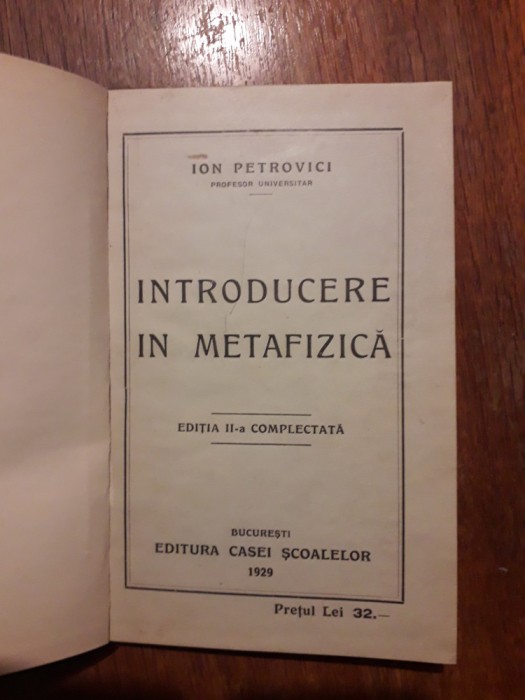 ION PETROVICI
PROFESOR UNIVERSITAR
INTRODUCERE
IN METAFIZICĂ
EDIȚIA II-a COMPLECTATĂ
BUCUREȘTI
EDITURA CASEI ȘCOALELOR
1929
Prețul Lei 32.—